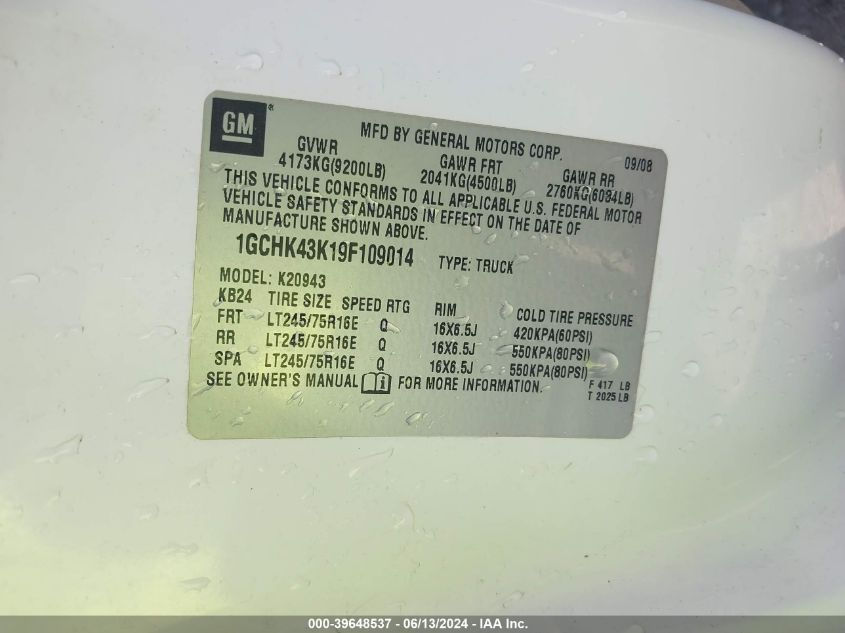 GM®
MFD BY GENERAL MOTORS CORP. 09/08
GVWR GAWR FRT GAWR RR
4173KG(9200LB) 2041KG(4500LB) 2760KG(6084LB)
THIS VEHICLE CONFORMS TO ALL APPLICABLE U.S. FEDERAL MOTOR
VEHICLE SAFETY STANDARDS IN EFFECT ON THE DATE OF
MANUFACTURE SHOWN ABOVE.
1GCHK43K19F109014 TYPE: TRUCK
MODEL: K20943
KB24 TIRE SIZE SPEED RTG RIM COLD TIRE PRESSURE
FRT LT245/75R16E Q 16X6.5J 420KPA(60PSI)
RR LT245/75R16E Q 16X6.5J 550KPA(80PSI)
SPA LT245/75R16E Q 16X6.5J 550KPA(80PSI)
SEE OWNER'S MANUAL FOR MORE INFORMATION.
F 417 LB
T 2025 LB
000-39648537 - 06/13/2024 - IAA Inc.